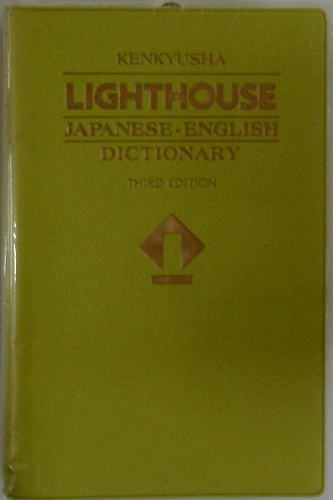 KENKYUSHA
LIGHTHOUSE
JAPANESE-ENGLISH
DICTIONARY
THIRD EDITION